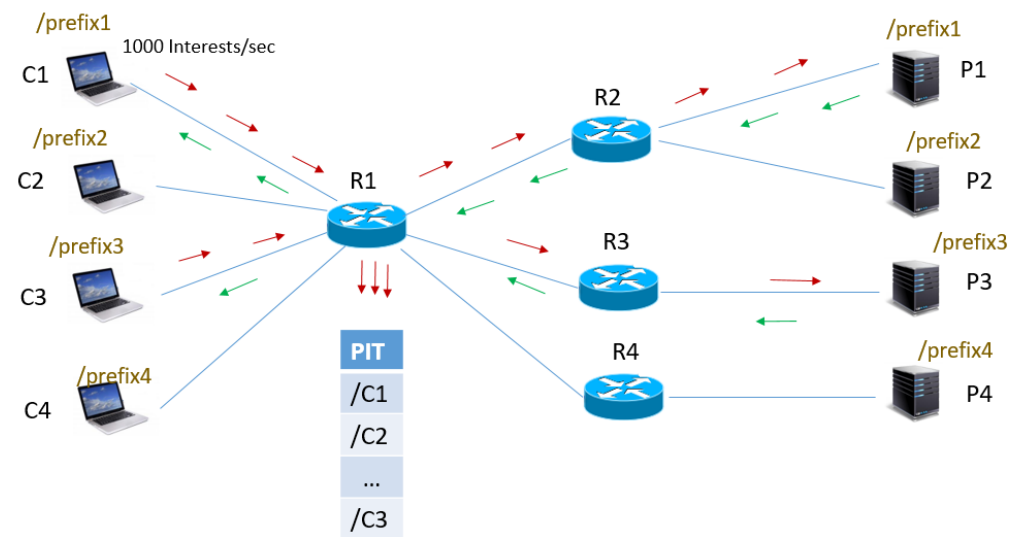 /prefix1
1000 Interests/sec
C1
/prefix2
C2
/prefix3
C3
/prefix4
C4
R1
PIT
/C1
/C2
...
/C3
R2
R3
R4
/prefix1
P1
/prefix2
P2
/prefix3
P3
/prefix4
P4